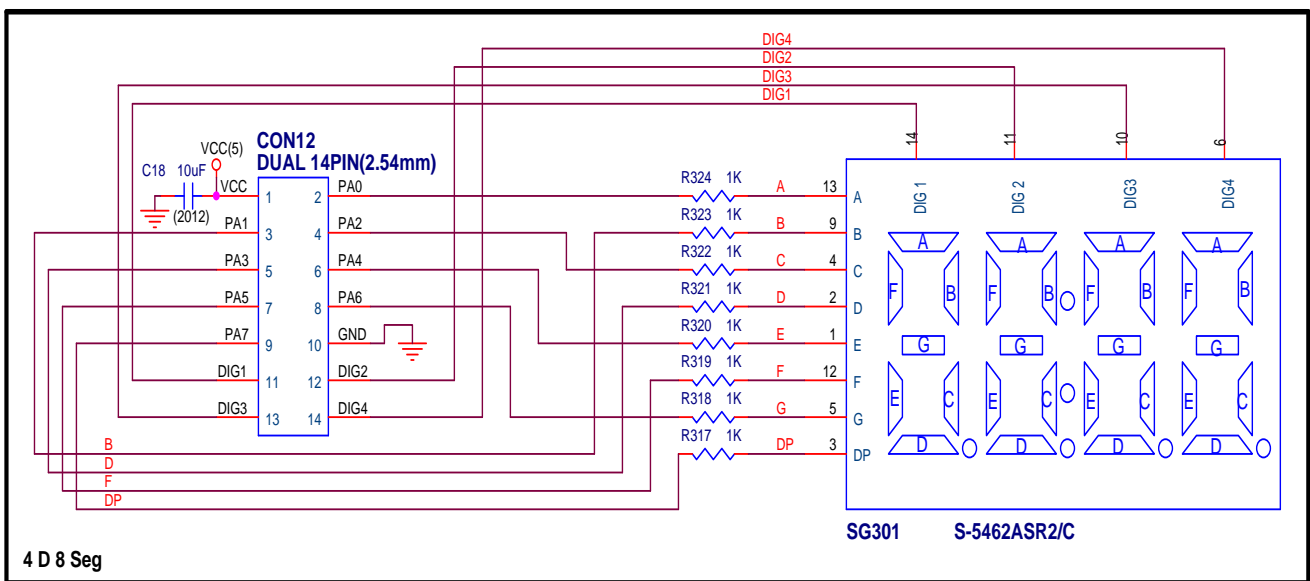 DIG4
DIG2
DIG3
DIG1
14 11 10 6
CON12
DUAL 14PIN(2.54mm)
VCC(5)
C18 10uF
(2012)
VCC 1 2 PA0
PA1 3 4 PA2
PA3 5 6 PA4
PA5 7 8 PA6
PA7 9 10 GND
DIG1 11 12 DIG2
DIG3 13 14 DIG4
B
D
F
DP
R324 1K A 13 A
R323 1K B 9 B
R322 1K C 4 C
R321 1K D 2 D
R320 1K E 1 E
R319 1K F 12 F
R318 1K G 5 G
R317 1K DP 3 DP
DIG 1 DIG 2 DIG3 DIG4
A A A A
F B F B F B F B
G G G G
E C E C E C E C
D D D D
SG301 S-5462ASR2/C
4 D 8 Seg